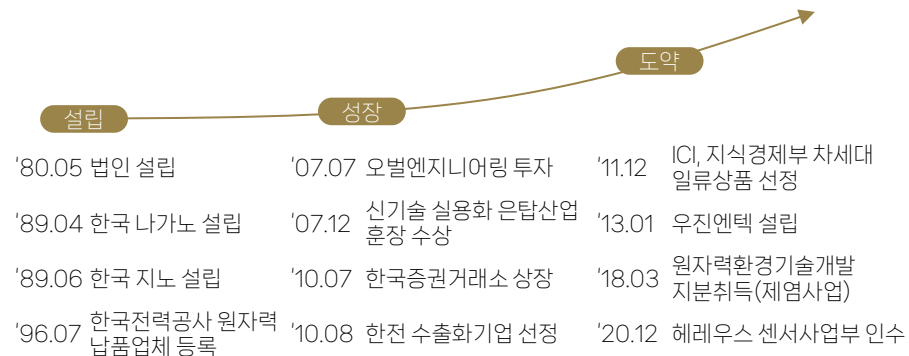 설립
'80.05 법인 설립
'89.04 한국 나가노 설립
'89.06 한국 지노 설립
'96.07 한국전력공사 원자력
납품업체 등록
성장
'07.07 오벌엔지니어링 투자
'07.12 신기술 실용화 은탑산업
훈장 수상
'10.07 한국증권거래소 상장
'10.08 한전 수출화기업 선정
도약
'11.12 ICI, 지식경제부 차세대
일류상품 선정
'13.01 우진엔텍 설립
'18.03 원자력환경기술개발
지분취득(제염사업)
'20.12 헤레우스 센서사업부 인수